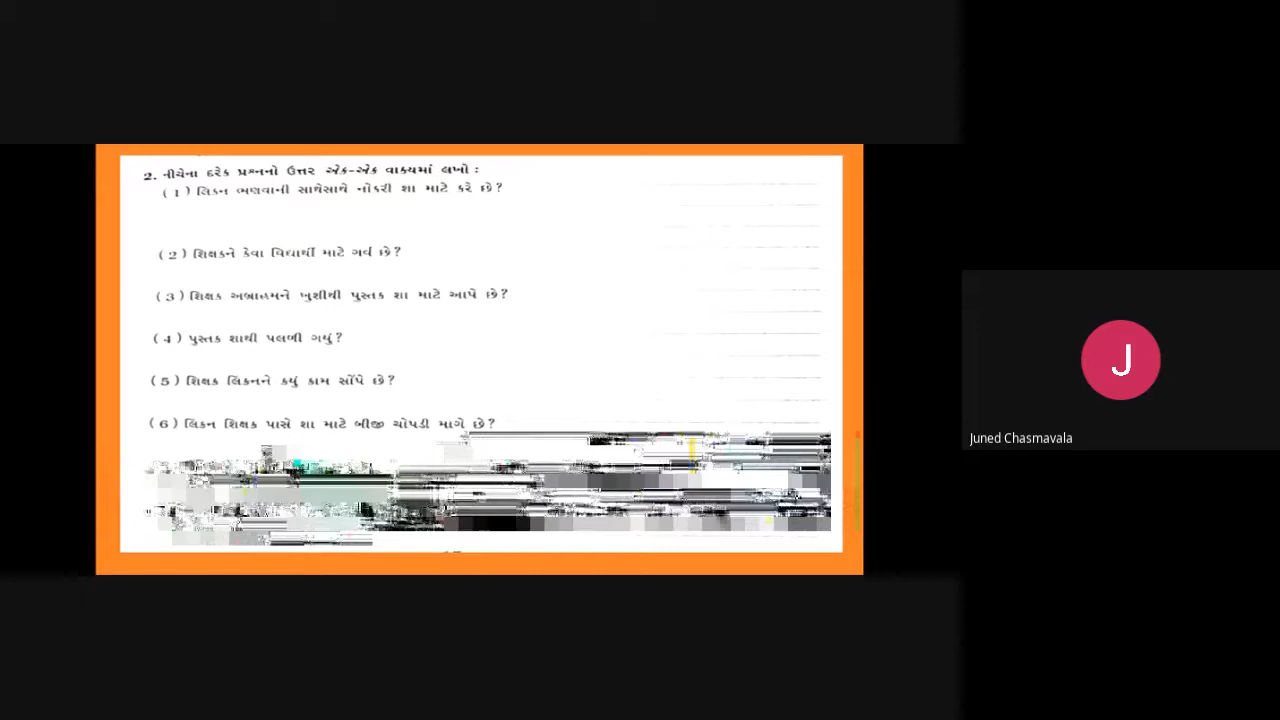 2. નીચેના દરેક પ્રશ્નનો ઉત્તર એક-એક વાક્યમાં લખો :
( 1 ) લિંકન ભણવાની સાથેસાથે નોકરી શા માટે કરે છે?
( 2 ) શિક્ષકને કેવા વિદ્યાર્થી માટે ગર્વ છે?
( 3 ) શિક્ષક અબ્રાહમને ખુશીથી પુસ્તક શા માટે આપે છે?
( 4 ) પુસ્તક શાથી પલળી ગયું?
( 5 ) શિક્ષક લિંકનને કયું કામ સોંપે છે?
( 6 ) લિંકન શિક્ષક પાસે શા માટે બીજી ચોપડી માગે છે?
J
Juned Chasmavala